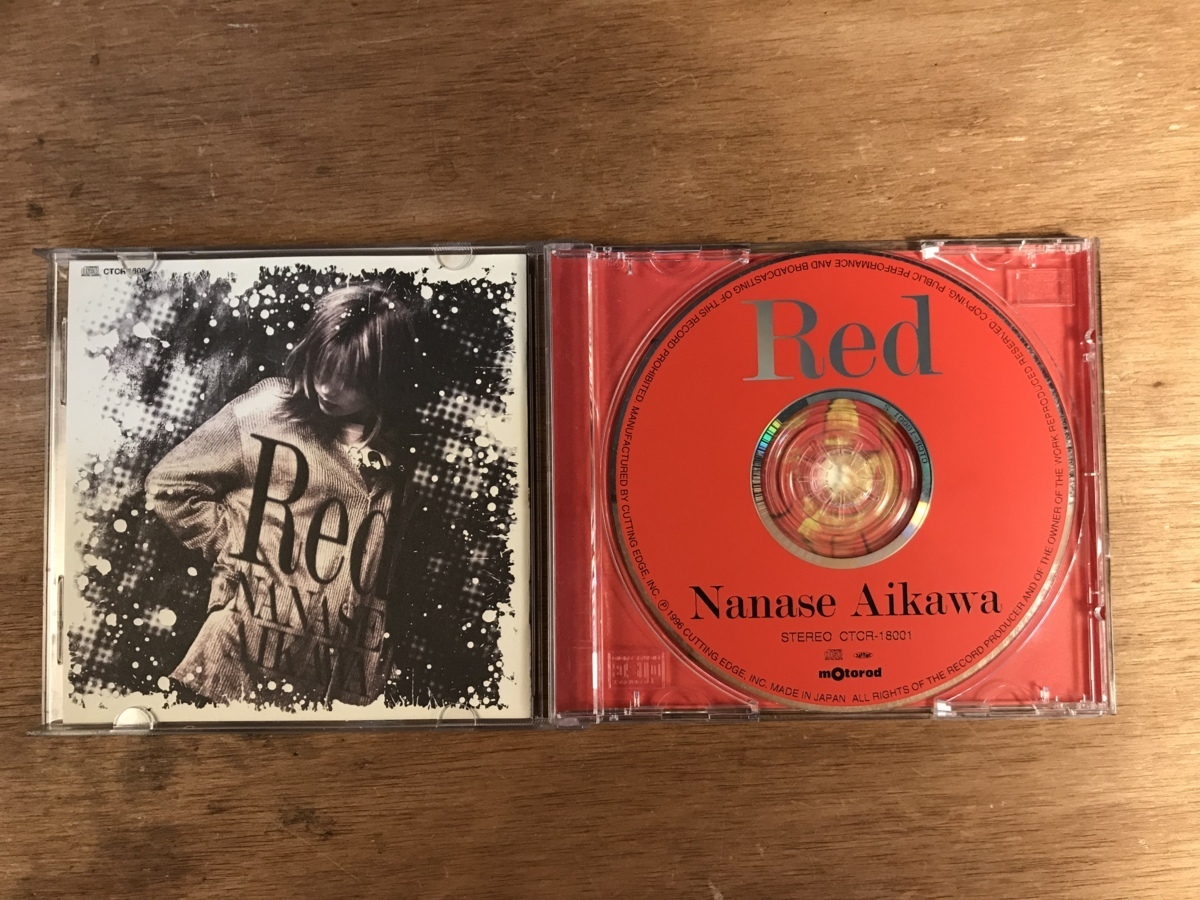 Red
NANASE
AIKAWA
Red
Nanase Aikawa
STEREO CTCR-18001
motorod
MANUFACTURED BY CUTTING EDGE, INC. ℗1996 CUTTING EDGE, INC. MADE IN JAPAN ALL RIGHTS OF THE RECORD PRODUCER AND OF THE OWNER OF THE WORK REPRODUCED RESERVED. COPYING, PUBLIC PERFORMANCE AND BROADCASTING OF THIS RECORD PROHIBITED.